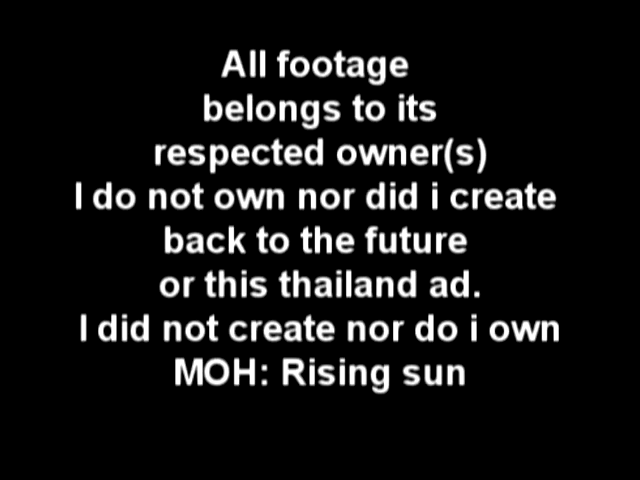 All footage
belongs to its
respected owner(s)
I do not own nor did i create
back to the future
or this thailand ad.
I did not create nor do i own
MOH: Rising sun